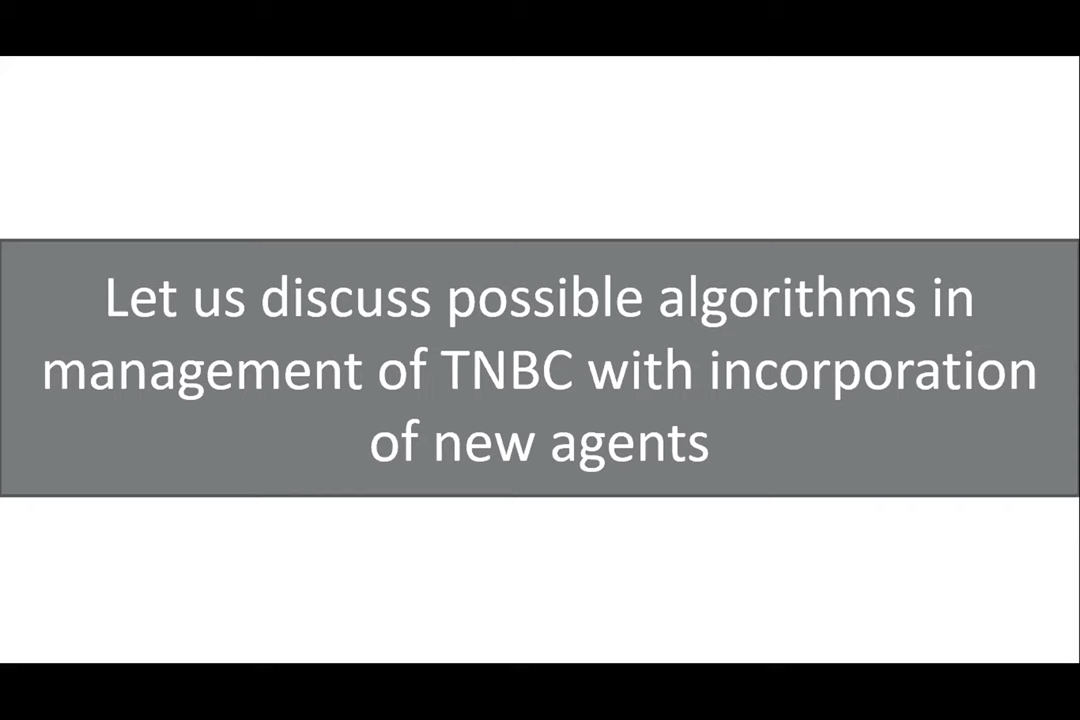 Let us discuss possible algorithms in
management of TNBC with incorporation
of new agents